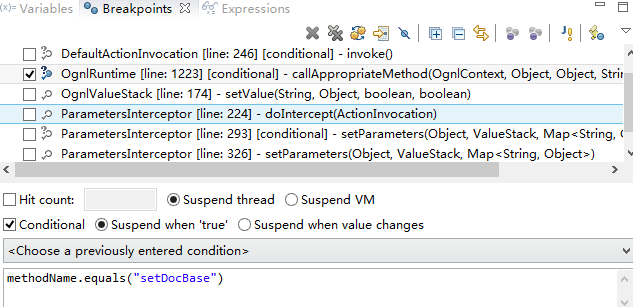 (x)= Variables Breakpoints Expressions
DefaultActionInvocation [line: 246] [conditional] - invoke()
OgnlRuntime [line: 1223] [conditional] - callAppropriateMethod(OgnlContext, Object, Object, Strin
OgnlValueStack [line: 174] - setValue(String, Object, boolean, boolean)
ParametersInterceptor [line: 224] - doIntercept(ActionInvocation)
ParametersInterceptor [line: 293] [conditional] - setParameters(Object, ValueStack, Map<String, O
ParametersInterceptor [line: 326] - setParameters(Object, ValueStack, Map<String, Object>)
Hit count: Suspend thread Suspend VM
Conditional Suspend when 'true' Suspend when value changes
<Choose a previously entered condition>
methodName.equals("setDocBase")